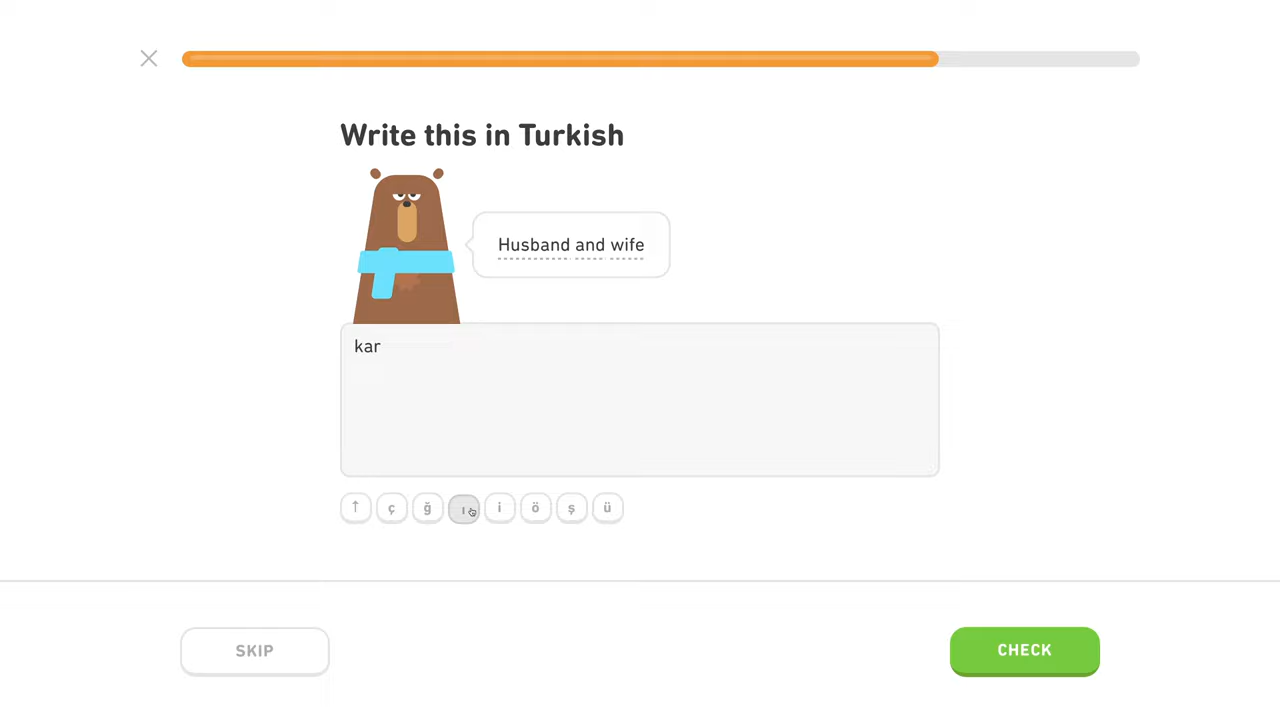 Write this in Turkish
Husband and wife
kar
↑ ç ğ ı i ö ş ü
SKIP
CHECK